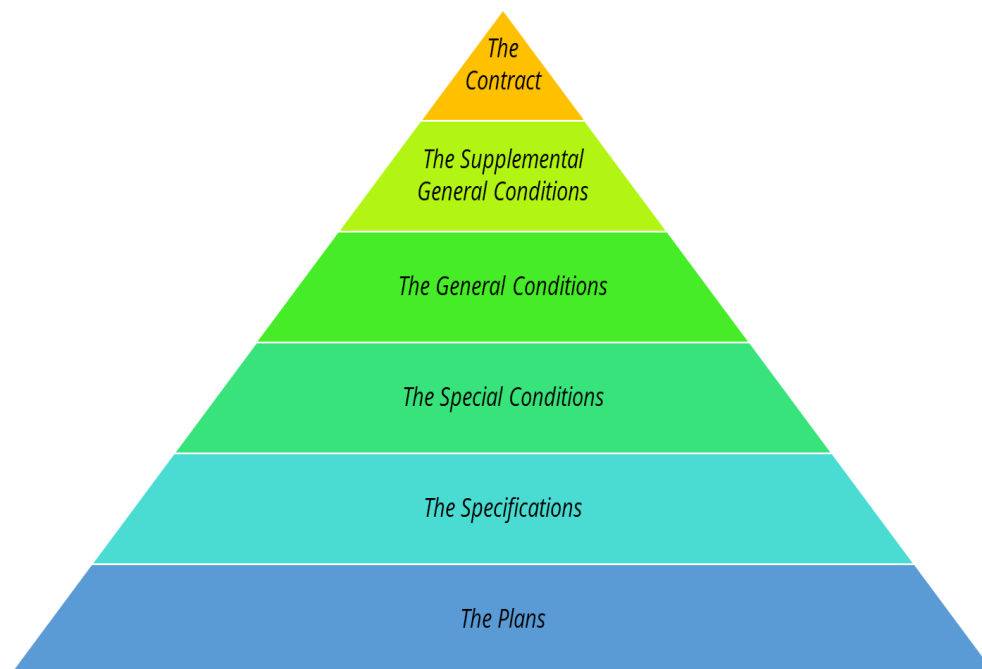 The
Contract
The Supplemental
General Conditions
The General Conditions
The Special Conditions
The Specifications
The Plans